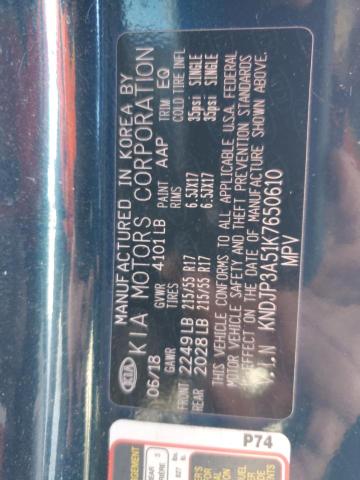 MANUFACTURED IN KOREA BY
KIA KIA MOTORS CORPORATION
06/18 GVWR 4101LB PAINT AAP TRIM EQ
GAWR TIRES RIMS COLD TIRE INFL
FRONT 2249LB 215/55 R17 6.5JX17 35psi SINGLE
REAR 2028LB 215/55 R17 6.5JX17 35psi SINGLE
THIS VEHICLE CONFORMS TO ALL APPLICABLE U.S.A. FEDERAL
MOTOR VEHICLE SAFETY AND THEFT PREVENTION STANDARDS
IN EFFECT ON THE DATE OF MANUFACTURE SHOWN ABOVE.
V.I.N KNDJTP3A51K7650610
MPV
P74